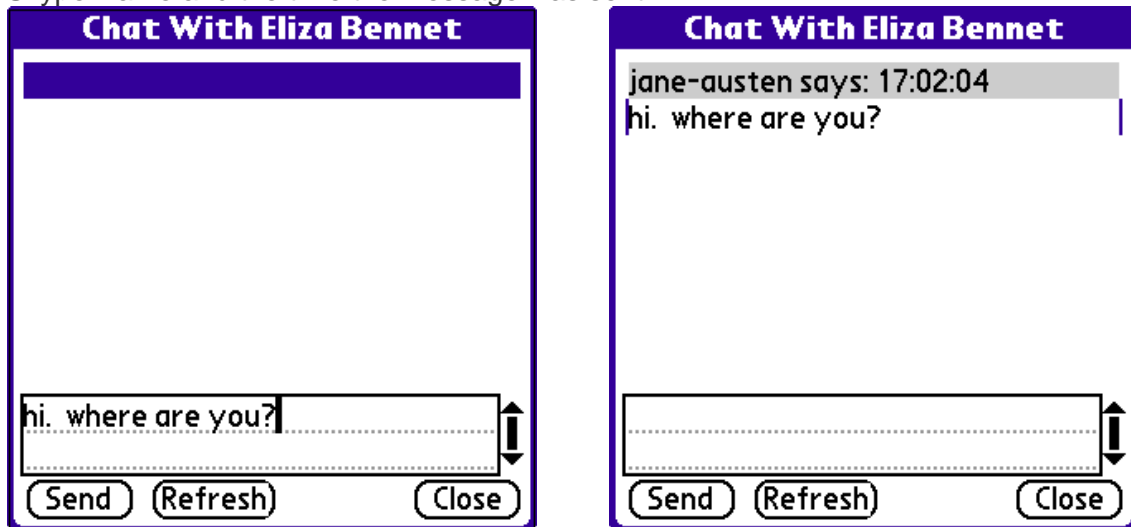 Chat With Eliza Bennet
hi. where are you?
Send Refresh Close
Chat With Eliza Bennet
jane-austen says: 17:02:04
hi. where are you?
Send Refresh Close